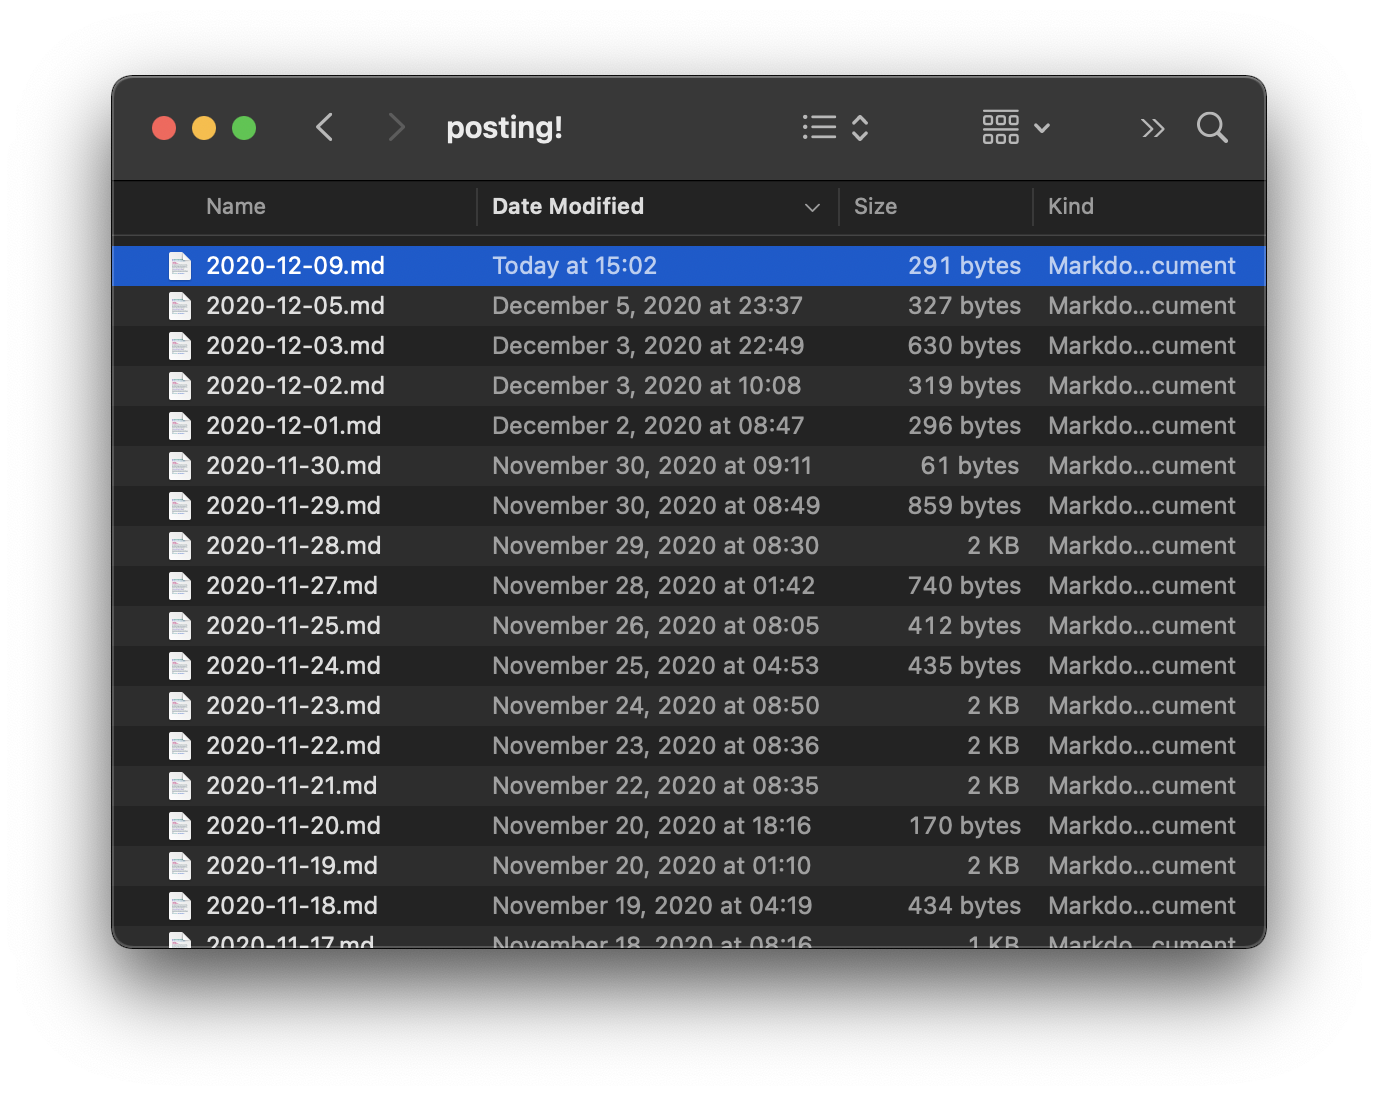 posting!
Name Date Modified Size Kind
2020-12-09.md Today at 15:02 291 bytes Markdo...cument
2020-12-05.md December 5, 2020 at 23:37 327 bytes Markdo...cument
2020-12-03.md December 3, 2020 at 22:49 630 bytes Markdo...cument
2020-12-02.md December 3, 2020 at 10:08 319 bytes Markdo...cument
2020-12-01.md December 2, 2020 at 08:47 296 bytes Markdo...cument
2020-11-30.md November 30, 2020 at 09:11 61 bytes Markdo...cument
2020-11-29.md November 30, 2020 at 08:49 859 bytes Markdo...cument
2020-11-28.md November 29, 2020 at 08:30 2 KB Markdo...cument
2020-11-27.md November 28, 2020 at 01:42 740 bytes Markdo...cument
2020-11-25.md November 26, 2020 at 08:05 412 bytes Markdo...cument
2020-11-24.md November 25, 2020 at 04:53 435 bytes Markdo...cument
2020-11-23.md November 24, 2020 at 08:50 2 KB Markdo...cument
2020-11-22.md November 23, 2020 at 08:36 2 KB Markdo...cument
2020-11-21.md November 22, 2020 at 08:35 2 KB Markdo...cument
2020-11-20.md November 20, 2020 at 18:16 170 bytes Markdo...cument
2020-11-19.md November 20, 2020 at 01:10 2 KB Markdo...cument
2020-11-18.md November 19, 2020 at 04:19 434 bytes Markdo...cument
2020-11-17.md November 18, 2020 at 08:16 1 KB Markdo...cument